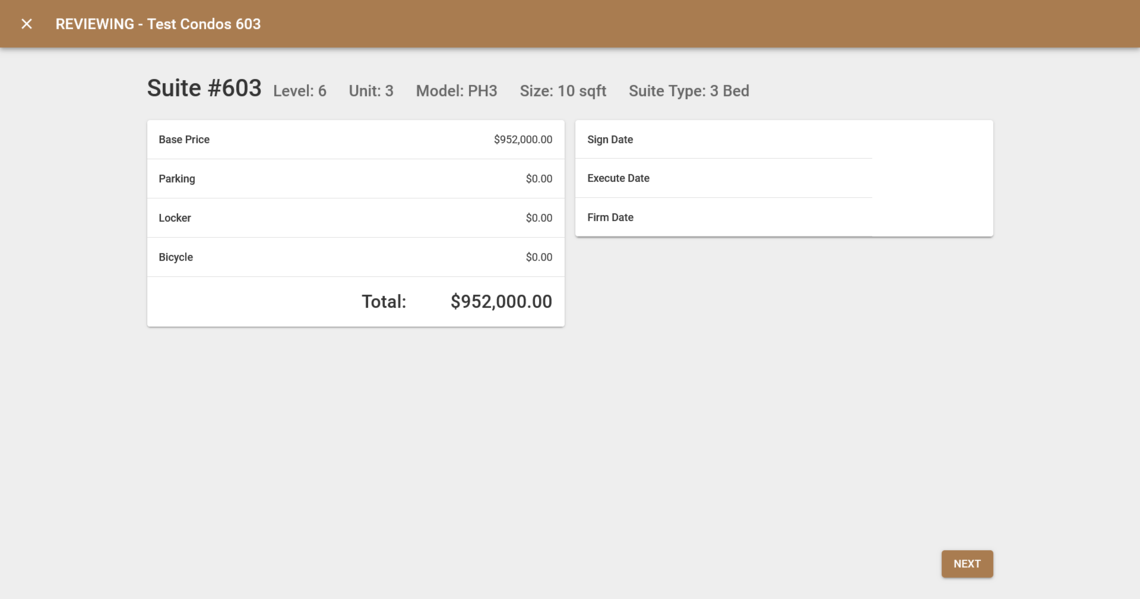 REVIEWING - Test Condos 603
Suite #603 Level: 6 Unit: 3 Model: PH3 Size: 10 sqft Suite Type: 3 Bed
Base Price $952,000.00
Parking $0.00
Locker $0.00
Bicycle $0.00
Total: $952,000.00
Sign Date
Execute Date
Firm Date
NEXT